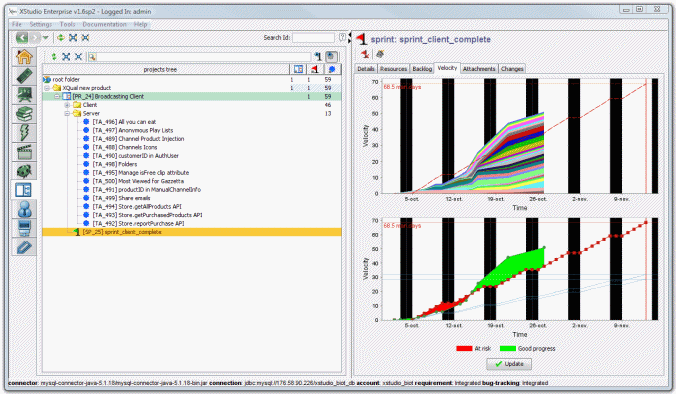 XStudio Enterprise v1.8sp2 - Logged In: admin
File Settings Tools Documentation Help
Search Id:
sprint: sprint_client_complete
Details Resources Backlog Velocity Attachments Changes
projects tree
root folder 1 1 59
XQual new product 1 1 59
[PR_24] Broadcasting Client 1 59
Client 46
Server 13
[TA_496] All you can eat
[TA_497] Anonymous Play Lists
[TA_489] Channel Product Injection
[TA_488] Channels Icons
[TA_490] customerID in AuthUser
[TA_498] Folders
[TA_495] Manage isFree clip attribute
[TA_500] Most Viewed for Gazzetta
[TA_491] productID in ManualChannelInfo
[TA_499] Share emails
[TA_494] Store.getAllProducts API
[TA_493] Store.getPurchasedProducts API
[TA_492] Store.reportPurchase API
[SP_25] sprint_client_complete
Velocity
70
60
50
40
30
20
10
0
68.5 man.days
5-oct. 12-oct. 19-oct. 26-oct. 2-nov. 9-nov.
Time
Velocity
70
60
50
40
30
20
10
0
68.5 man.days
5-oct. 12-oct. 19-oct. 26-oct. 2-nov. 9-nov.
Time
At risk Good progress
Update
connector: mysql-connector-java-5.1.18/mysql-connector-java-5.1.18-bin.jar connection: jdbc:mysql://176.58.90.226/xstudio_biot_db account: xstudio_biot requirement: Integrated bug-tracking: Integrated